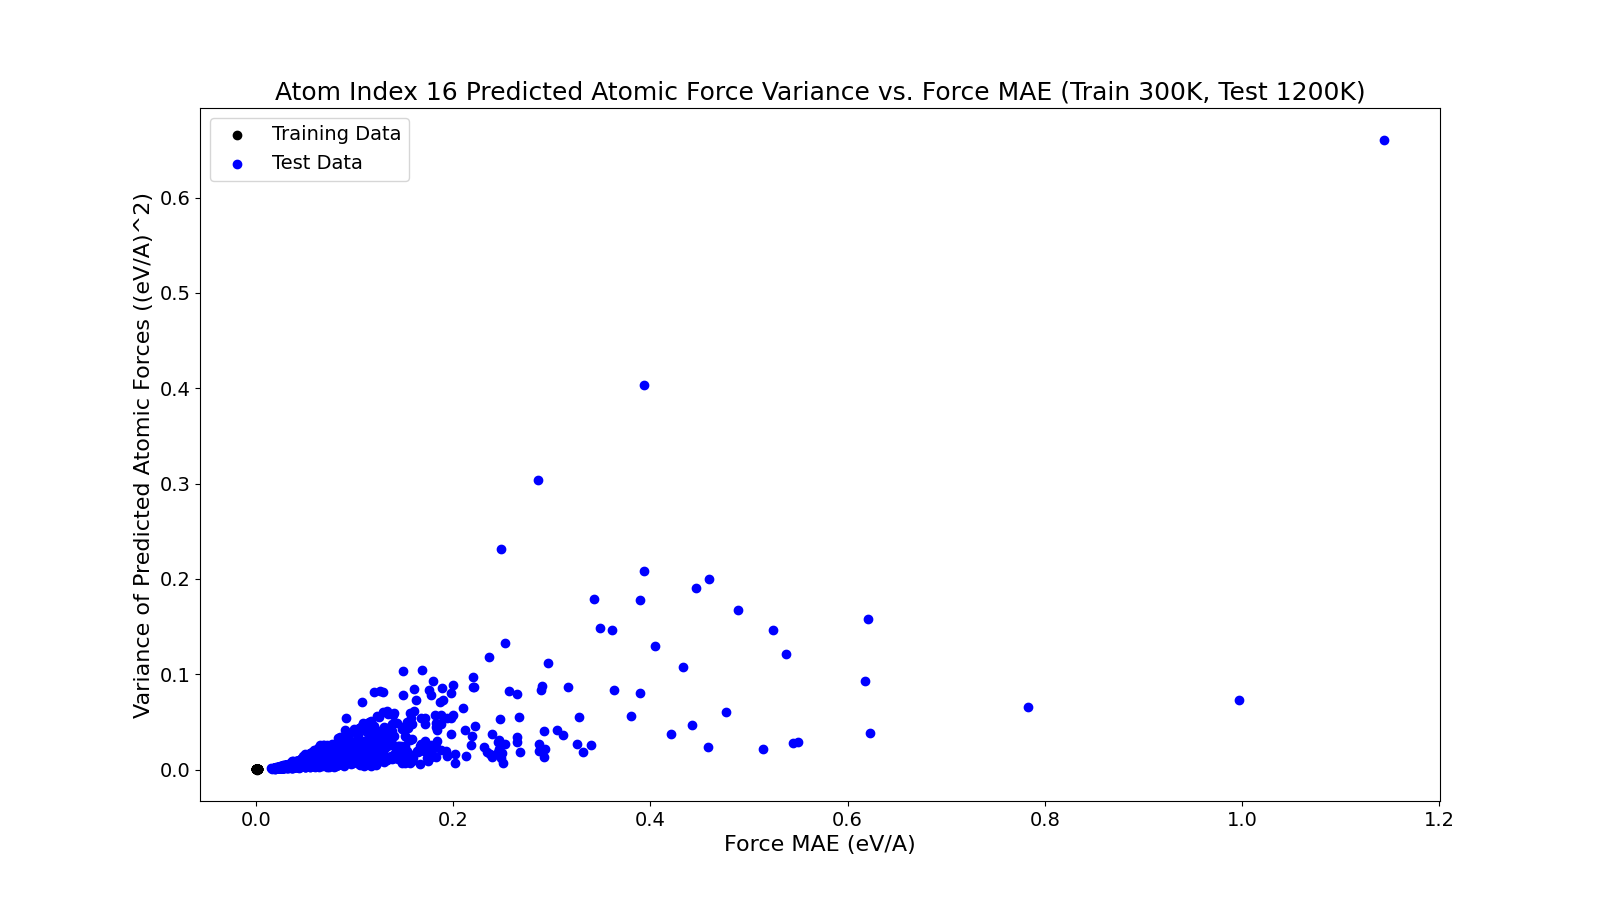 Atom Index 16 Predicted Atomic Force Variance vs. Force MAE (Train 300K, Test 1200K)
Training Data
Test Data
Variance of Predicted Atomic Forces ((eV/A)^2)
0.6
0.5
0.4
0.3
0.2
0.1
0.0
0.0 0.2 0.4 0.6 0.8 1.0 1.2
Force MAE (eV/A)